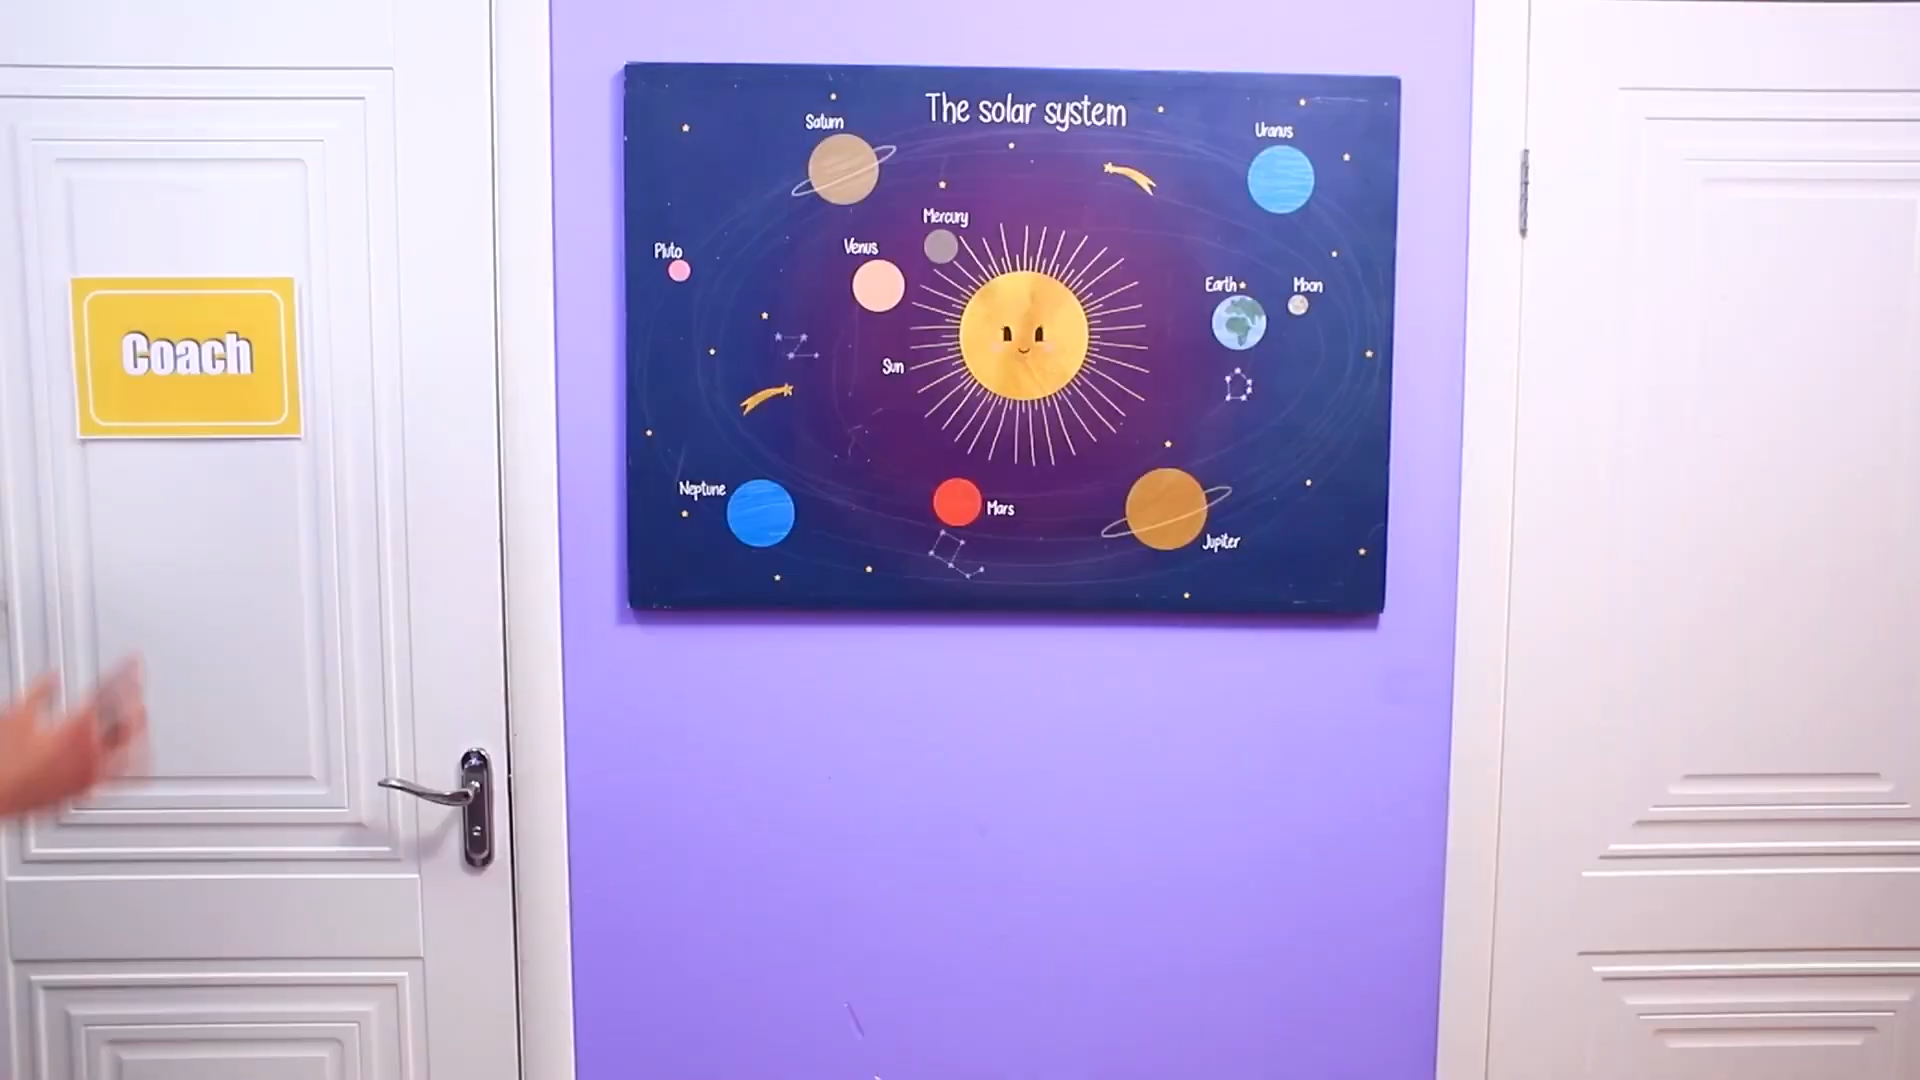 The solar system
Saturn
Uranus
Mercury
Venus
Pluto
Earth
Moon
Coach
Sun
Neptune
Mars
Jupiter